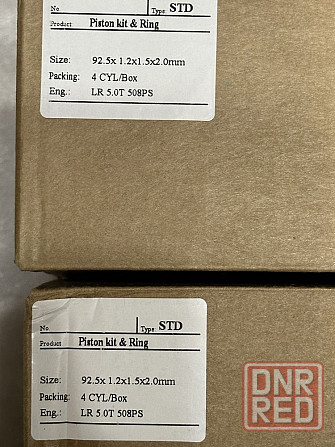 No Type STD
Product Piston kit & Ring
Size: 92.5x 1.2x1.5x2.0mm
Packing: 4 CYL/Box
Eng.: LR 5.0T 508PS
No Type STD
Product Piston kit & Ring
Size: 92.5x 1.2x1.5x2.0mm
Packing: 4 CYL/Box
Eng.: LR 5.0T 508PS
DNR
RED